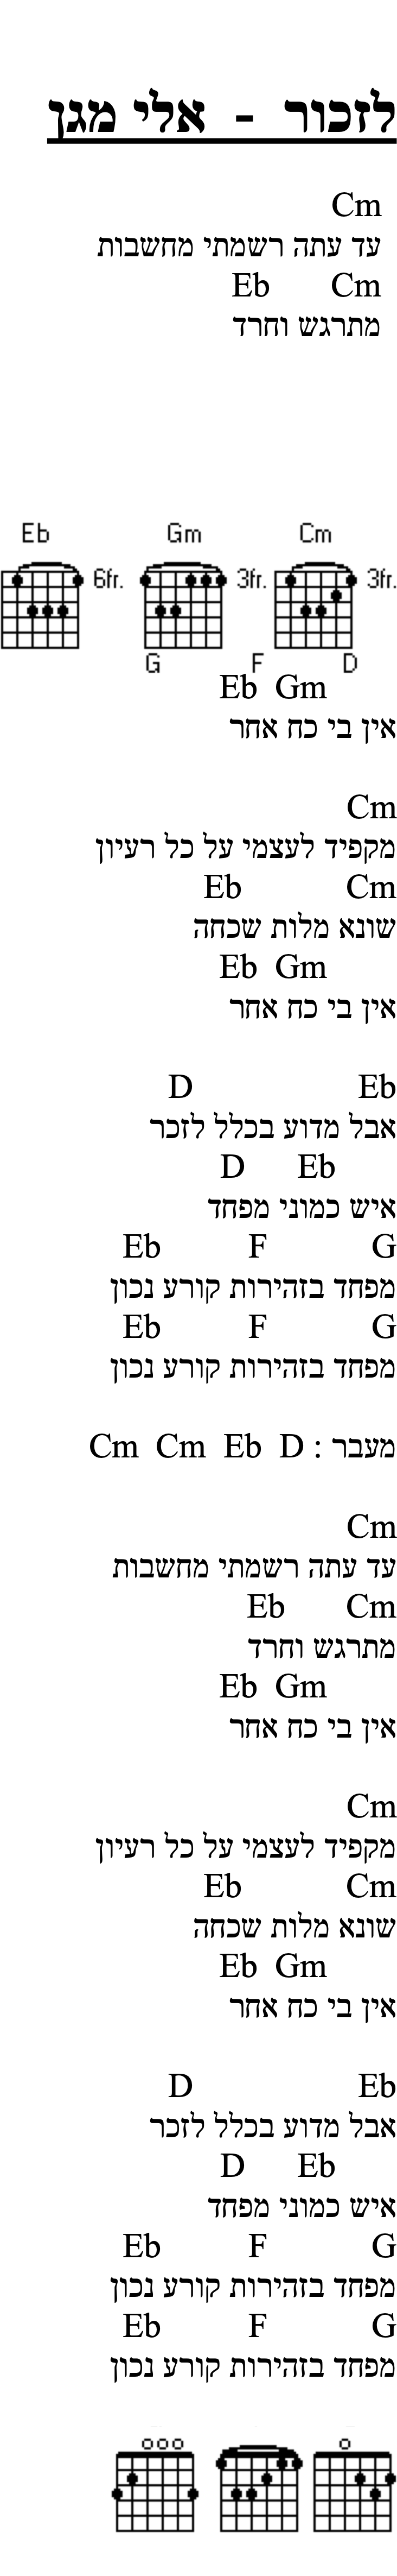 לזכור - אלי מגן
Cm
עד עתה רשמתי מחשבות
Eb Cm
מתרגש וחרד
Eb Gm Cm
6fr. 3fr. 3fr.
G F D
Eb Gm
אין בי כח אחר
Cm
מקפיד לעצמי על כל רעיון
Eb Cm
שונא מלות שכחה
Eb Gm
אין בי כח אחר
D Eb
אבל מדוע בכלל לזכר
D Eb
איש כמוני מפחד
Eb F G
מפחד בזהירות קורע נכון
Eb F G
מפחד בזהירות קורע נכון
מעבר : Cm Cm Eb D
Cm
עד עתה רשמתי מחשבות
Eb Cm
מתרגש וחרד
Eb Gm
אין בי כח אחר
Cm
מקפיד לעצמי על כל רעיון
Eb Cm
שונא מלות שכחה
Eb Gm
אין בי כח אחר
D Eb
אבל מדוע בכלל לזכר
D Eb
איש כמוני מפחד
Eb F G
מפחד בזהירות קורע נכון
Eb F G
מפחד בזהירות קורע נכון